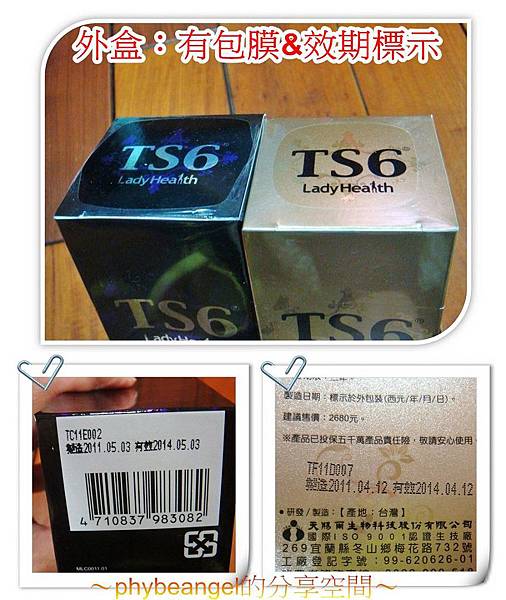 外盒：有包膜&效期標示
TS6
LadyHealth
TS6
LadyHealth
TS6
LadyHealth
TS6
TC11E002
製造2011.05.03 有效2014.05.03
4 710837 983082
MLC0011.01
製造日期：標示於外包裝(西元/年/月/日)。
建議售價：2680元。
※產品已投保五千萬產品責任險，敬請安心使用
TF11D007
製造2011.04.12 有效2014.04.12
●研發/製造：【產地：台灣】
天賜爾生物科技股份有限公司
國際ISO 9001認證生技廠
269宜蘭縣冬山鄉梅花路732號
工廠登記字號：99-620626-01
～phybeangel的分享空間～